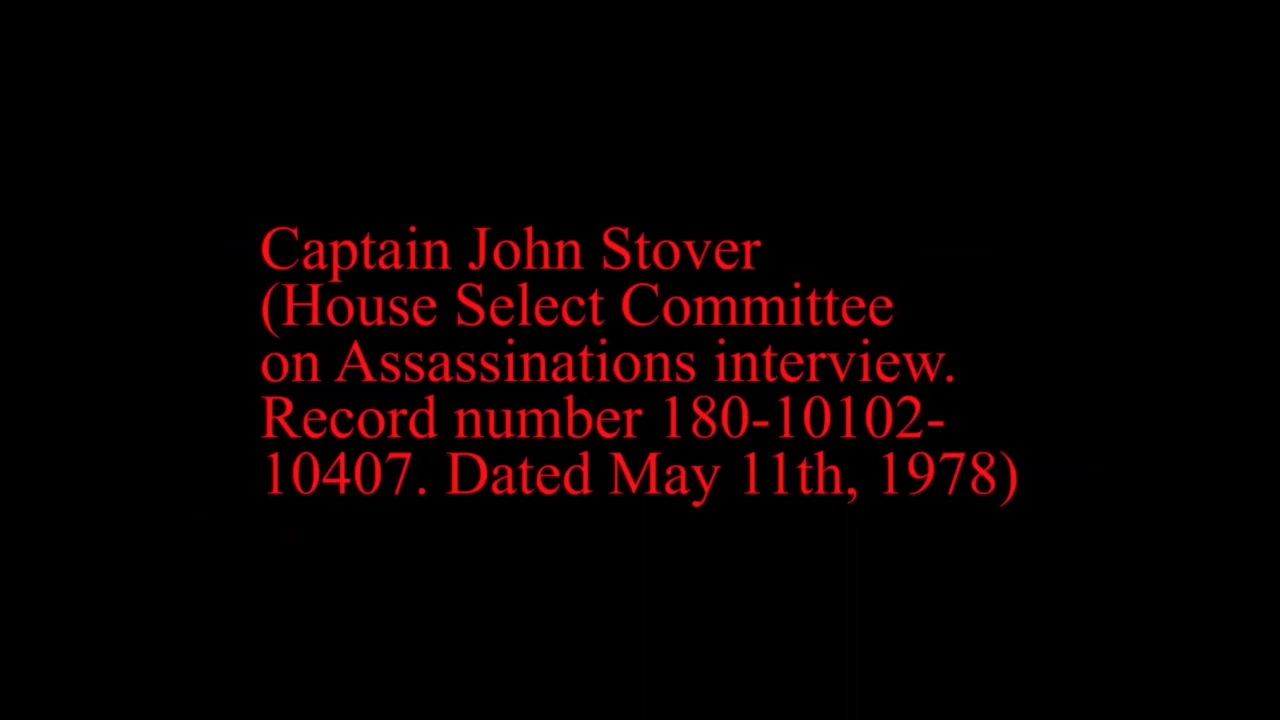 Captain John Stover
(House Select Committee
on Assassinations interview.
Record number 180-10102-
10407. Dated May 11th, 1978)